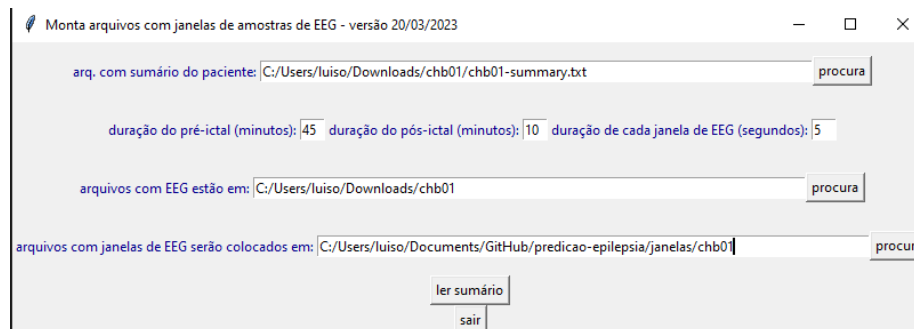 Monta arquivos com janelas de amostras de EEG - versão 20/03/2023
arq. com sumário do paciente: C:/Users/luiso/Downloads/chb01/chb01-summary.txt procura
duração do pré-ictal (minutos): 45 duração do pós-ictal (minutos): 10 duração de cada janela de EEG (segundos): 5
arquivos com EEG estão em: C:/Users/luiso/Downloads/chb01 procura
arquivos com janelas de EEG serão colocados em: C:/Users/luiso/Documents/GitHub/predicao-epilepsia/janelas/chb01 procur
ler sumário
sair